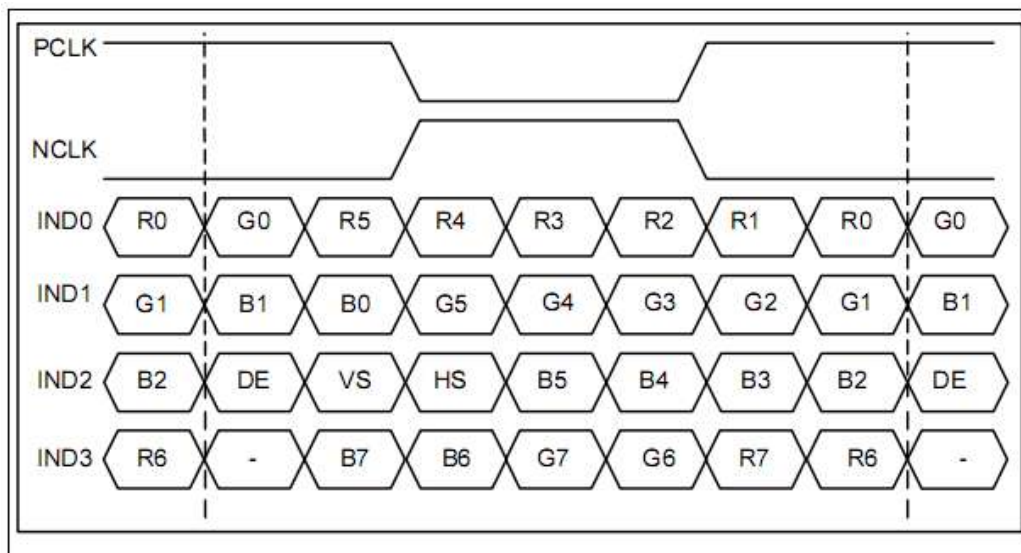 PCLK
NCLK
IND0 R0 G0 R5 R4 R3 R2 R1 R0 G0
IND1 G1 B1 B0 G5 G4 G3 G2 G1 B1
IND2 B2 DE VS HS B5 B4 B3 B2 DE
IND3 R6 - B7 B6 G7 G6 R7 R6 -